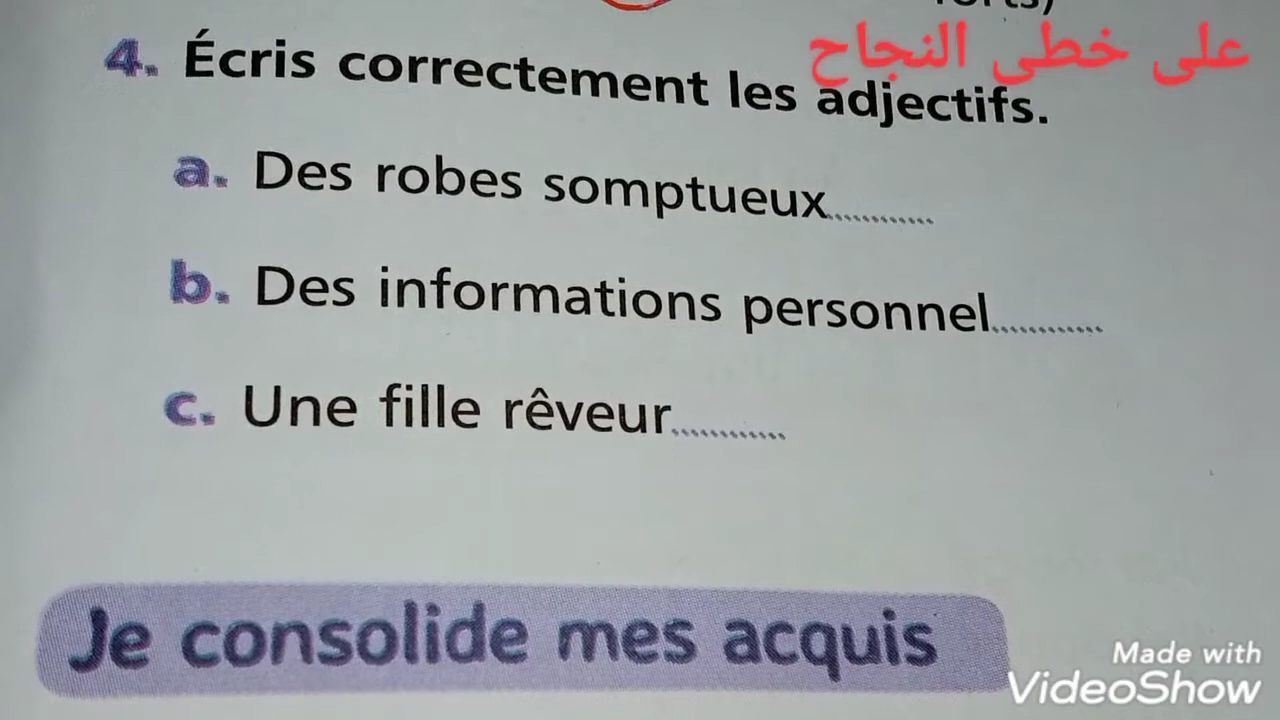 على خطى النجاح
4. Écris correctement les adjectifs.
a. Des robes somptueux............
b. Des informations personnel............
c. Une fille rêveur............
Je consolide mes acquis
Made with
VideoShow